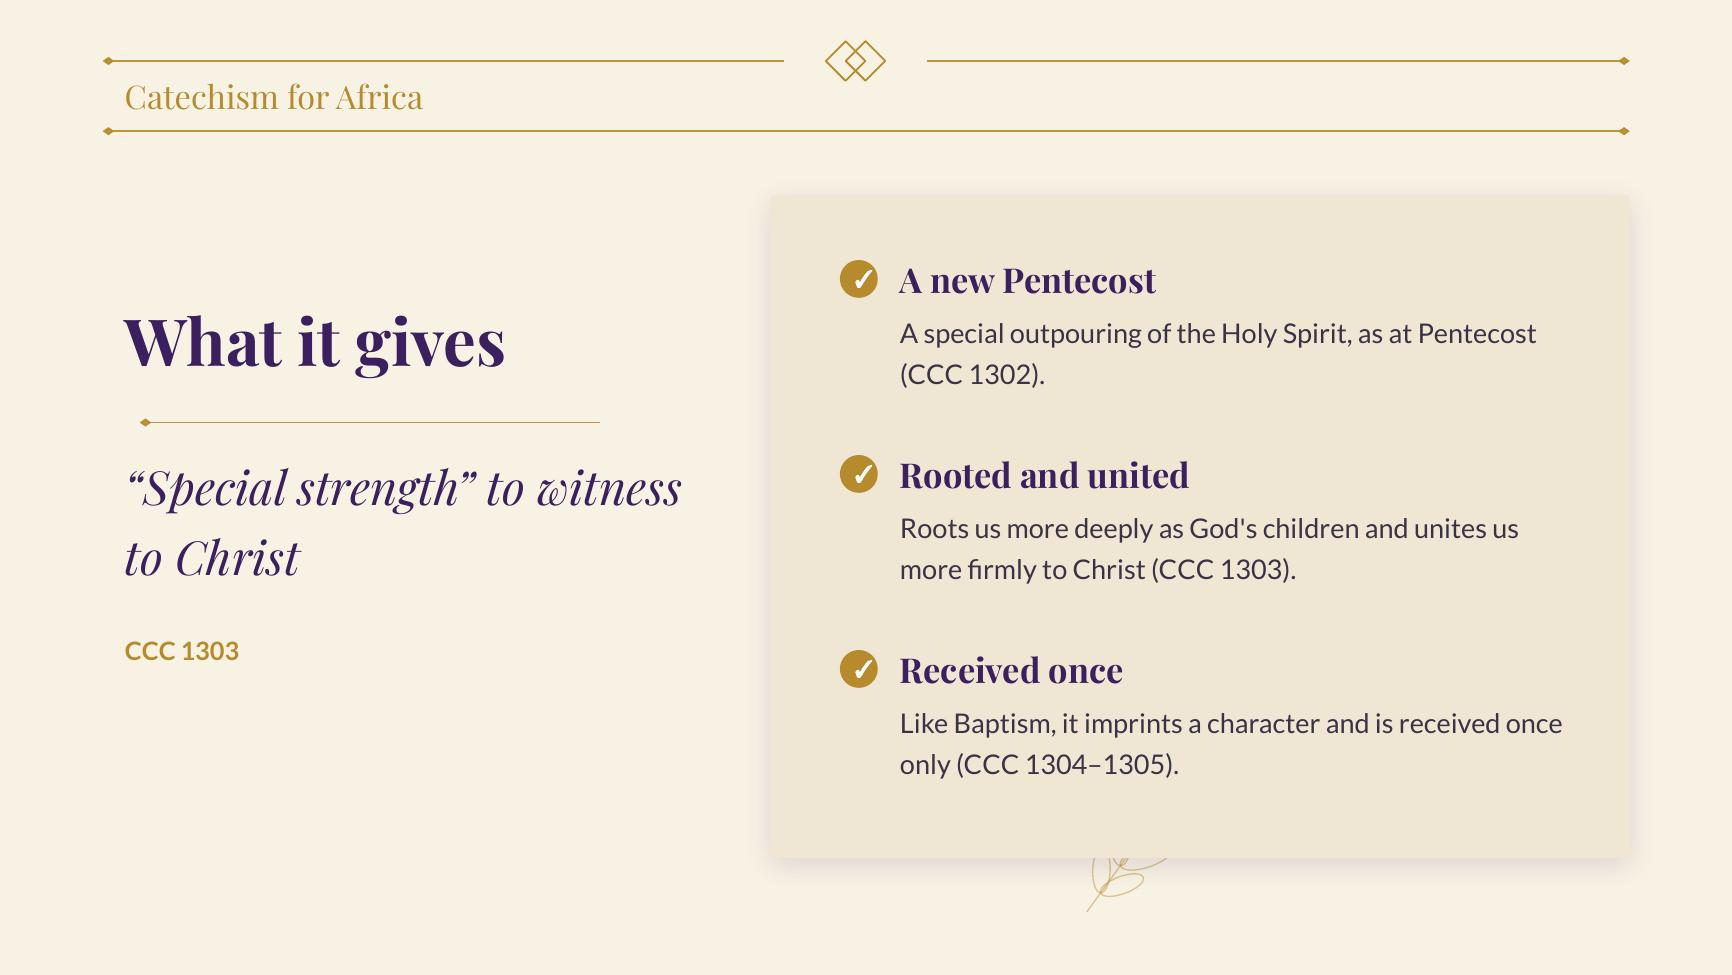 Catechism for Africa
What it gives
“Special strength” to witness
to Christ
CCC 1303
A new Pentecost
A special outpouring of the Holy Spirit, as at Pentecost
(CCC 1302).
Rooted and united
Roots us more deeply as God's children and unites us
more firmly to Christ (CCC 1303).
Received once
Like Baptism, it imprints a character and is received once
only (CCC 1304–1305).